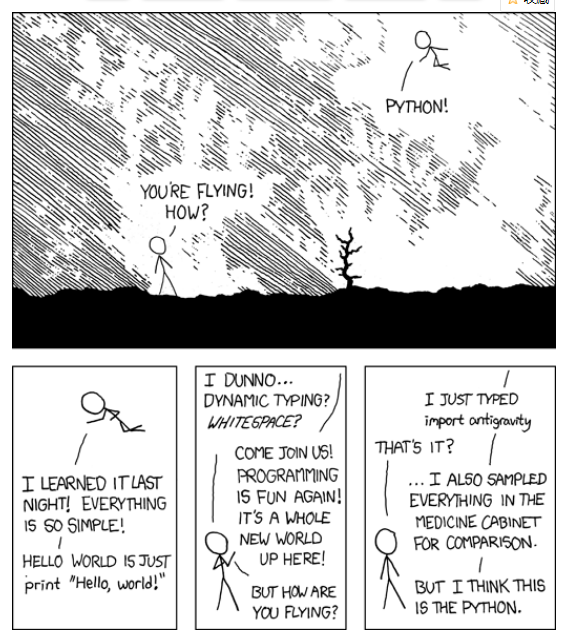 收藏
YOU'RE FLYING!
HOW?
PYTHON!
I LEARNED IT LAST
NIGHT! EVERYTHING
IS SO SIMPLE!
HELLO WORLD IS JUST
print "Hello, world!"
I DUNNO...
DYNAMIC TYPING?
WHITESPACE?
COME JOIN US!
PROGRAMMING
IS FUN AGAIN!
IT'S A WHOLE
NEW WORLD
UP HERE!
BUT HOW ARE
YOU FLYING?
I JUST TYPED
import antigravity
THAT'S IT?
... I ALSO SAMPLED
EVERYTHING IN THE
MEDICINE CABINET
FOR COMPARISON.
BUT I THINK THIS
IS THE PYTHON.